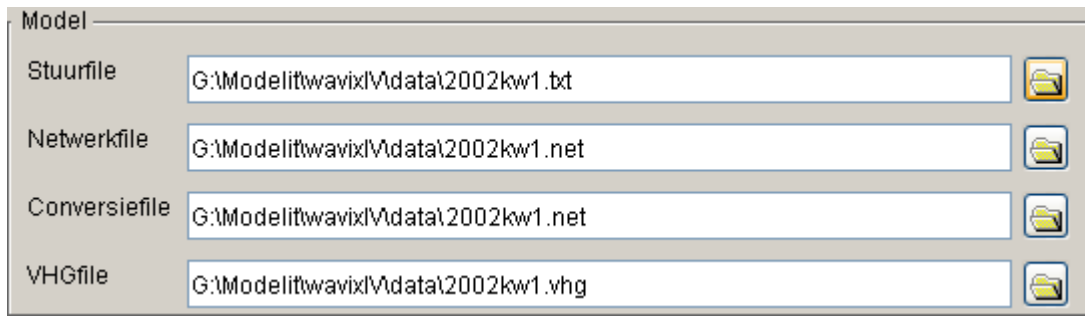 Model
Stuurfile G:\Modelit\wavixIV\data\2002kw1.txt
Netwerkfile G:\Modelit\wavixIV\data\2002kw1.net
Conversiefile G:\Modelit\wavixIV\data\2002kw1.net
VHGfile G:\Modelit\wavixIV\data\2002kw1.vhg